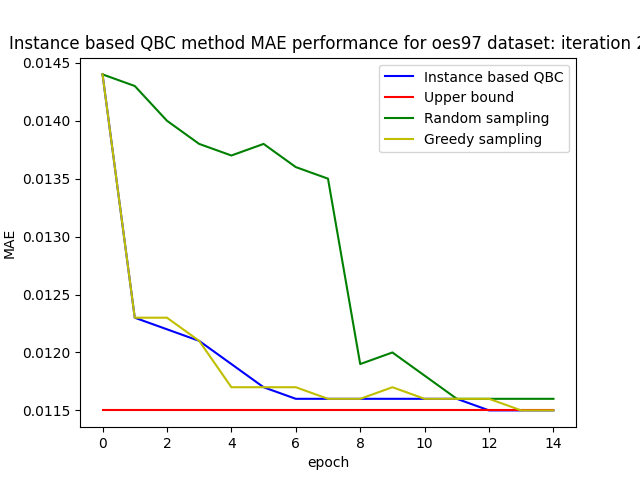 Instance based QBC method MAE performance for oes97 dataset: iteration 2
0.0145
0.0140
0.0135
0.0130
0.0125
0.0120
0.0115
MAE
Instance based QBC
Upper bound
Random sampling
Greedy sampling
0 2 4 6 8 10 12 14
epoch